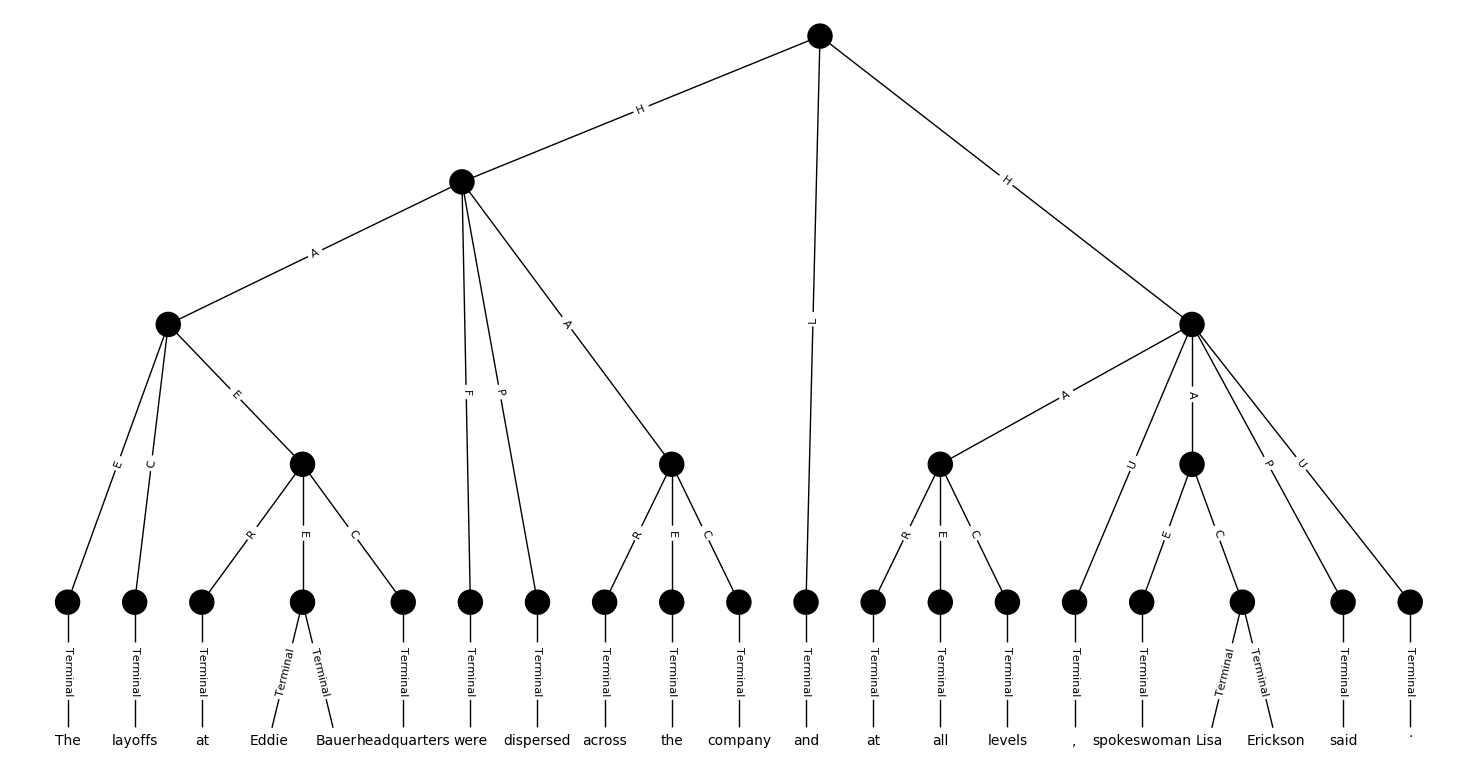 H
H
A
L
A
A
A
E
F
P
E
C
U
P
U
R
E
C
R
E
C
R
E
C
E
C
Terminal Terminal Terminal Terminal Terminal Terminal Terminal Terminal Terminal Terminal Terminal Terminal Terminal Terminal Terminal Terminal Terminal Terminal Terminal Terminal Terminal
The layoffs at Eddie Bauer headquarters were dispersed across the company and at all levels , spokeswoman Lisa Erickson said .